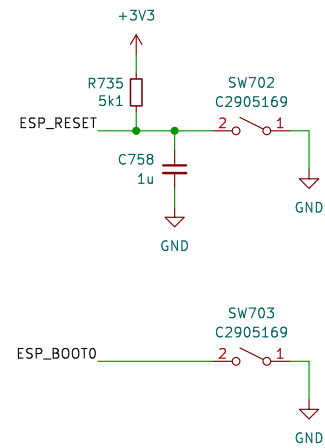 +3V3
R735
5k1
SW702
C2905169
ESP_RESET
2
1
C758
1u
GND
GND
SW703
C2905169
ESP_BOOT0
2
1
GND